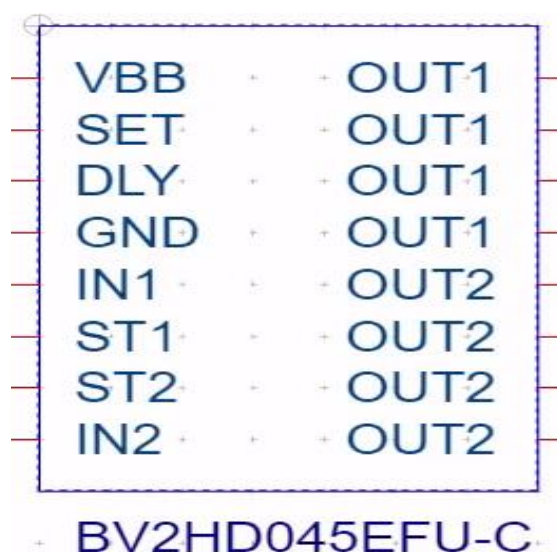 VBB OUT1
SET OUT1
DLY OUT1
GND OUT1
IN1 OUT2
ST1 OUT2
ST2 OUT2
IN2 OUT2
BV2HD045EFU-C